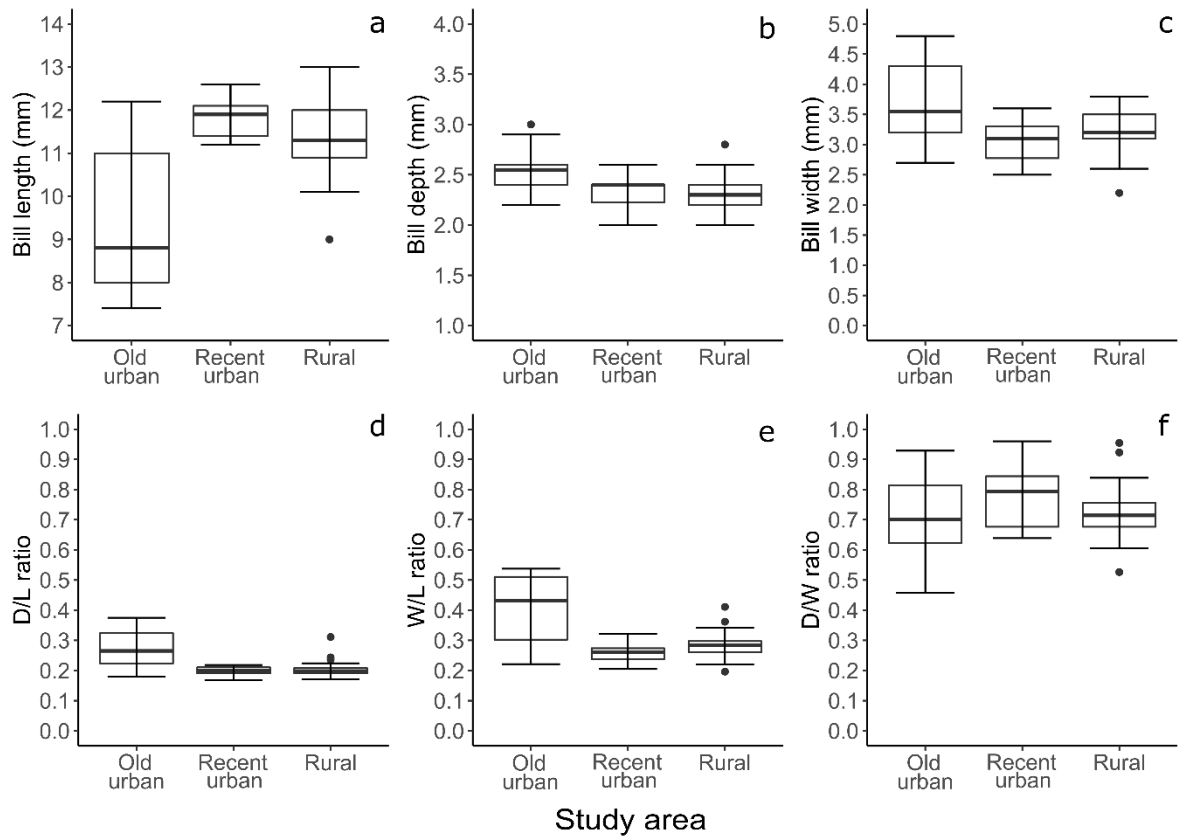 a
Bill length (mm)
14
13
12
11
10
9
8
7
Old urban
Recent urban
Rural
b
Bill depth (mm)
4.0
3.5
3.0
2.5
2.0
1.5
1.0
Old urban
Recent urban
Rural
c
Bill width (mm)
5.0
4.5
4.0
3.5
3.0
2.5
2.0
1.5
1.0
0.5
0.0
Old urban
Recent urban
Rural
d
D/L ratio
1.0
0.9
0.8
0.7
0.6
0.5
0.4
0.3
0.2
0.1
0.0
Old urban
Recent urban
Rural
e
W/L ratio
1.0
0.9
0.8
0.7
0.6
0.5
0.4
0.3
0.2
0.1
0.0
Old urban
Recent urban
Rural
f
D/W ratio
1.0
0.9
0.8
0.7
0.6
0.5
0.4
0.3
0.2
0.1
0.0
Old urban
Recent urban
Rural
Study area